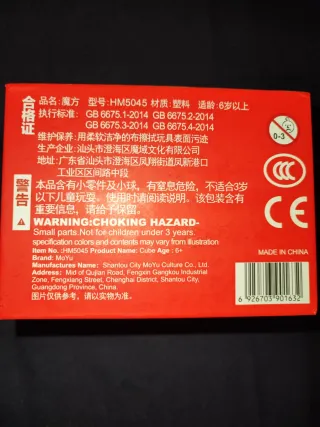 合格证
品名：魔方 型号：HM5045 材质：塑料 适龄：6岁以上
执行标准：GB 6675.1-2014 GB 6675.2-2014
GB 6675.3-2014 GB 6675.4-2014
维护保养：用柔软洁净的布擦拭玩具表面污迹
生产企业：汕头市澄海区魔域文化有限公司
地址：广东省汕头市澄海区凤翔街道凤新港口
工业区区间路中段
警告
本品含有小零件及小球。有窒息危险，不适合3岁
以下儿童玩耍。使用时请阅读说明。该包装含有
重要信息，请给予保留。
WARNING:CHOKING HAZARD-
Small parts.Not for children under 3 years.
specification colors and contents may vary from illustration
Item No. :HM5045 Product Name: Cube Age : 6+
Brand: MoYu
Manufactures Name: Shantou City MoYu Culture Co., Ltd.
Address: Mid of Qujian Road, Fengxin Gangkou Industrial
Zone, Fengxiang Street, Chenghai District, Shantou City,
Guangdong Province, China.
图片仅供参考，请以实物为准。
0-3
CCC
CE
MADE IN CHINA
6 926703 901632